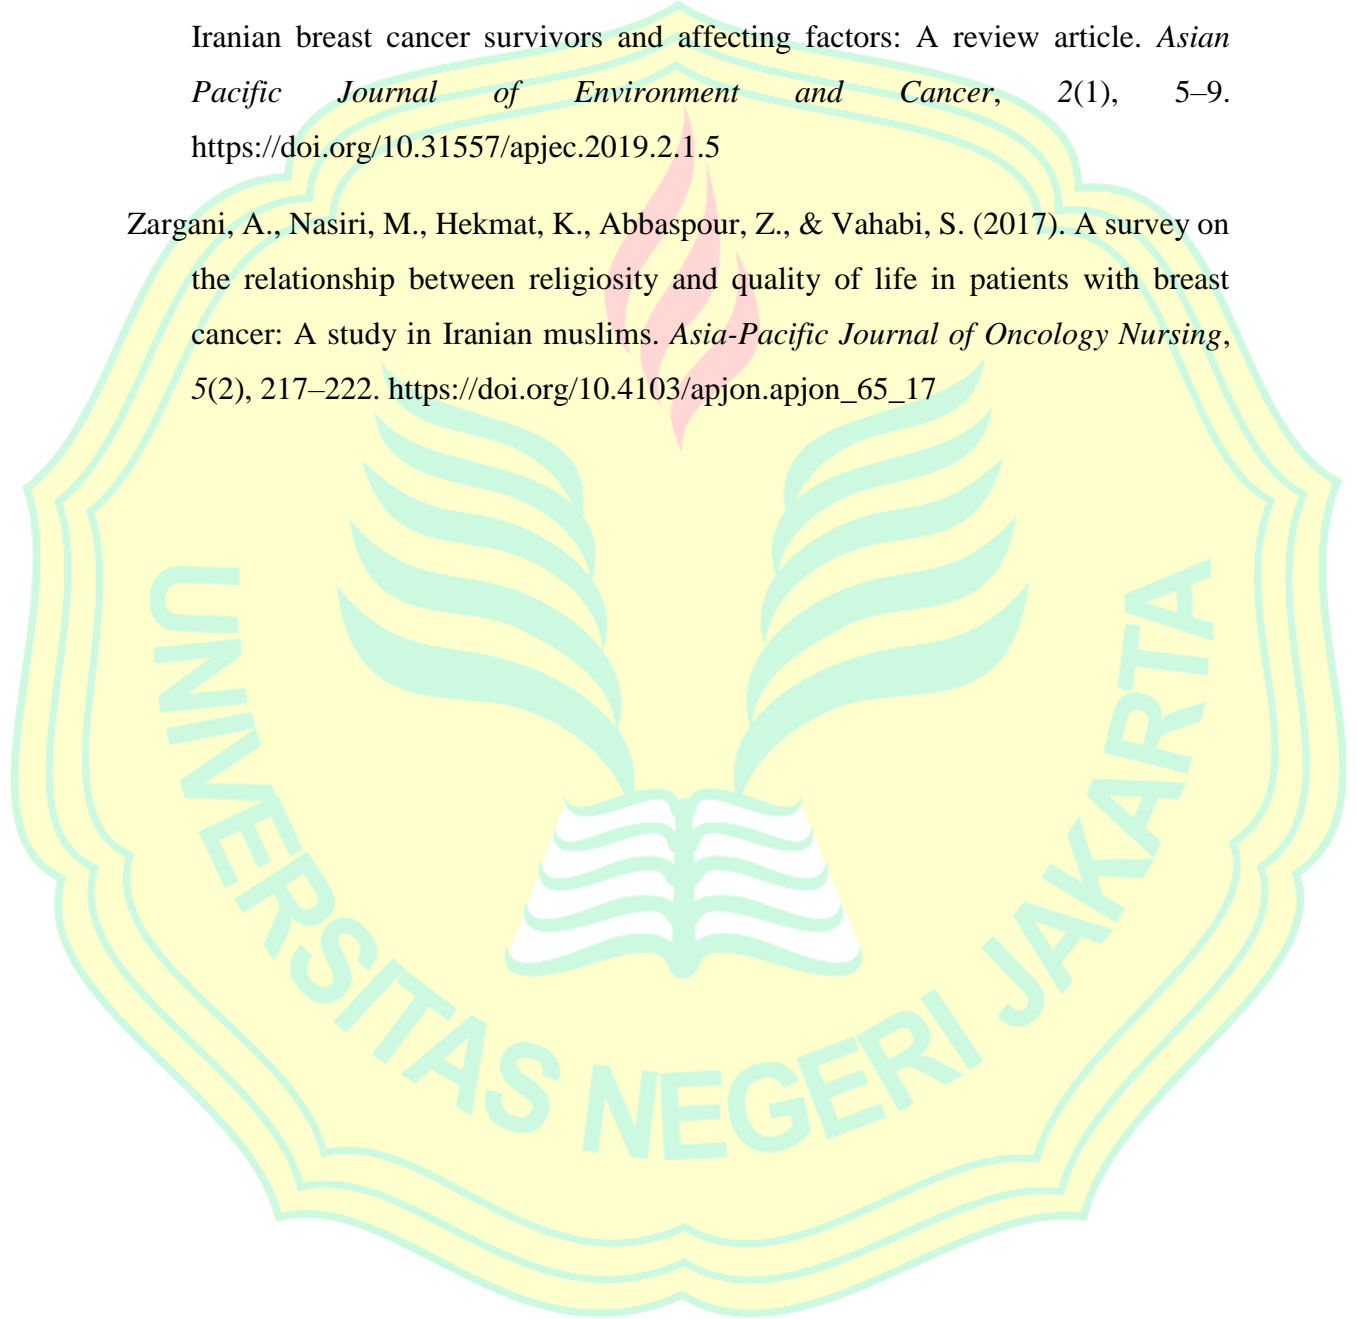 Iranian breast cancer survivors and affecting factors: A review article. Asian
Pacific Journal of Environment and Cancer, 2(1), 5–9.
https://doi.org/10.31557/apjec.2019.2.1.5
Zargani, A., Nasiri, M., Hekmat, K., Abbaspour, Z., & Vahabi, S. (2017). A survey on
the relationship between religiosity and quality of life in patients with breast
cancer: A study in Iranian muslims. Asia-Pacific Journal of Oncology Nursing,
5(2), 217–222. https://doi.org/10.4103/apjon.apjon_65_17
UNIVERSITAS NEGERI JAKARTA